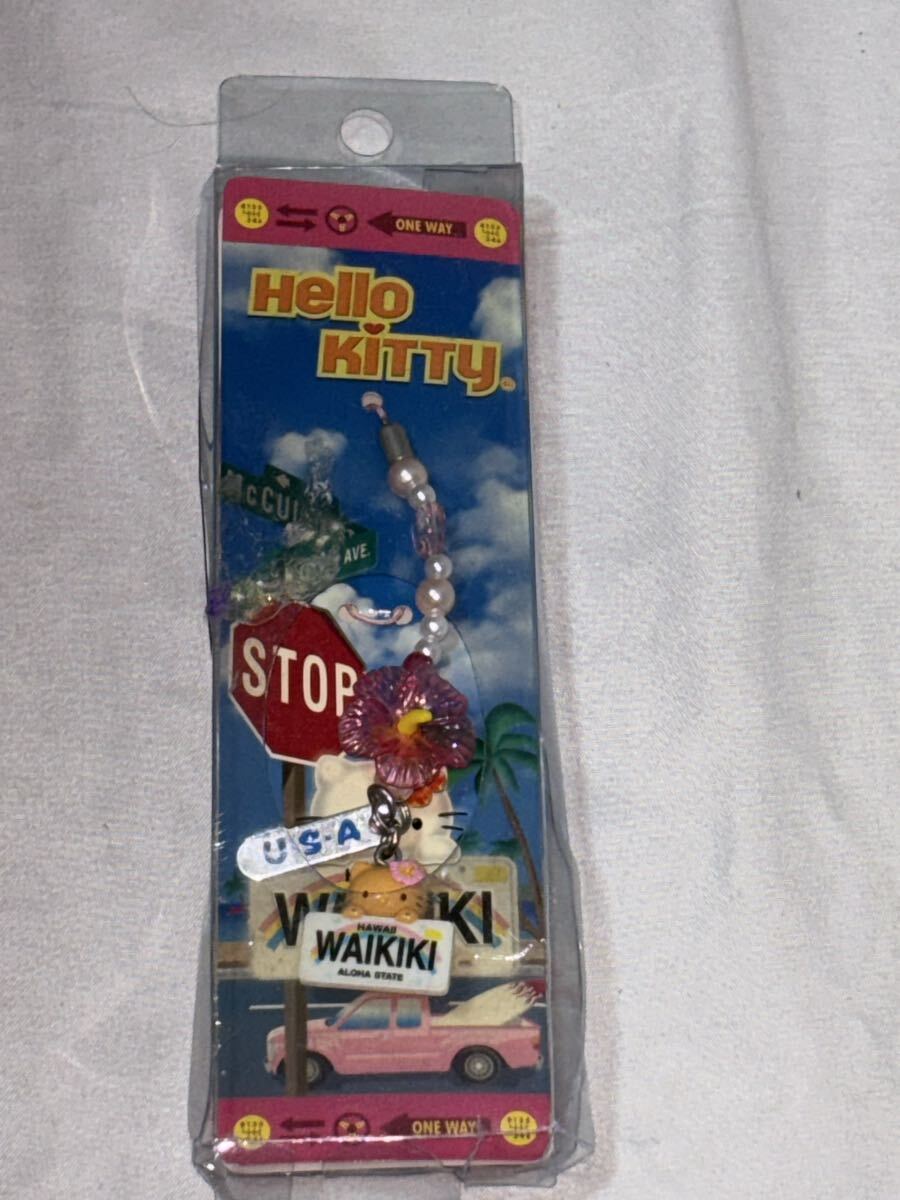 ONE WAY
Hello
Kitty
McCUL
AVE.
STOP
U S·A
WAIKIKI
HAWAII
WAIKIKI
ALOHA STATE
ONE WAY